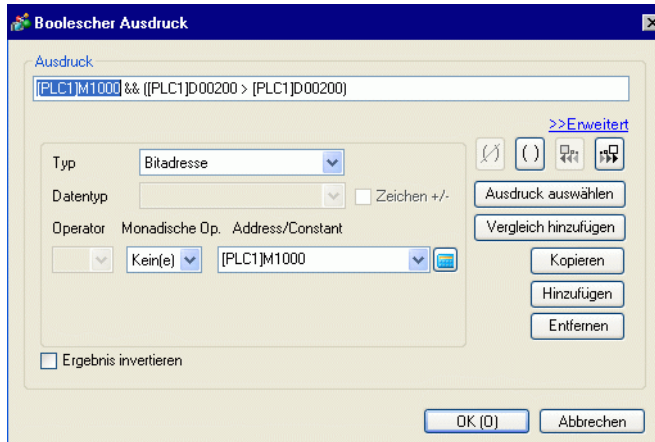 Boolescher Ausdruck
Ausdruck
[PLC1]M1000 && ([PLC1]D00200 > [PLC1]D00200)
>>Erweitert
( )
Typ Bitadresse
Ausdruck auswählen
Datentyp Zeichen +/-
Vergleich hinzufügen
Operator Monadische Op. Address/Constant
Kein(e) [PLC1]M1000
Kopieren
Hinzufügen
Entfernen
Ergebnis invertieren
OK (O) Abbrechen